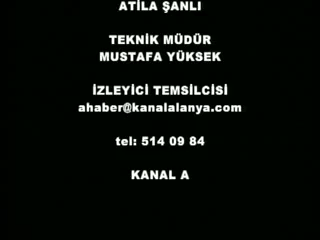 ATİLA ŞANLI
TEKNİK MÜDÜR
MUSTAFA YÜKSEK
İZLEYİCİ TEMSİLCİSİ
ahaber@kanalalanya.com
tel: 514 09 84
KANAL A